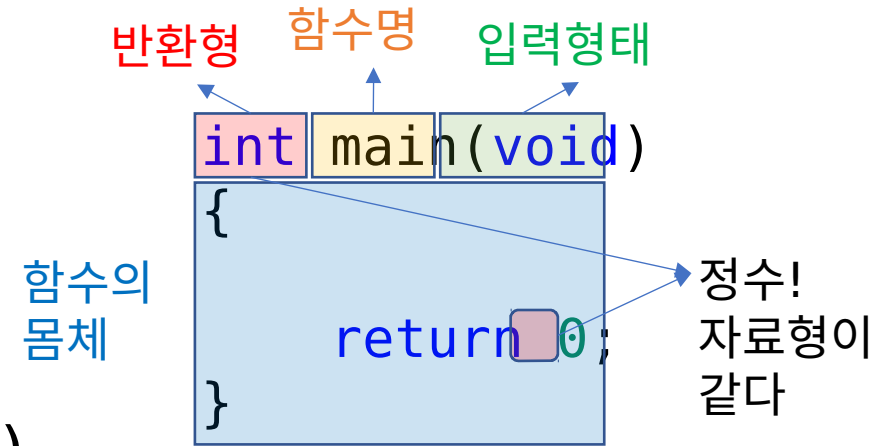 반환형
함수명
입력형태
int main(void)
{
함수의
몸체
정수!
자료형이
같다
return 0;
}
)